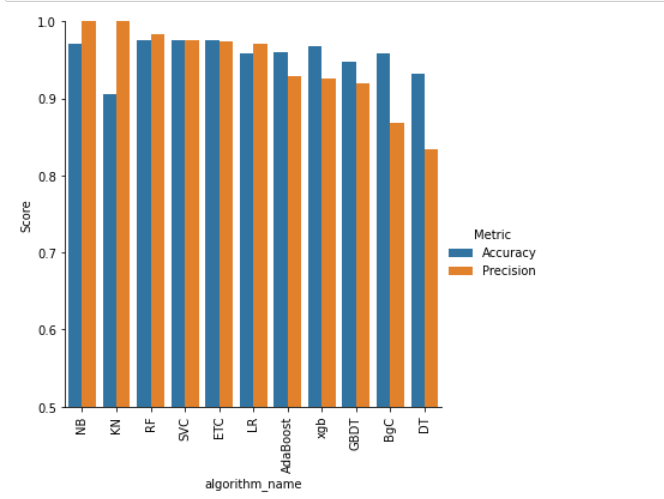 1.0
0.9
0.8
0.7
0.6
0.5
Score
NB
KN
RF
SVC
ETC
LR
AdaBoost
xgb
GBDT
BgC
DT
algorithm_name
Metric
Accuracy
Precision